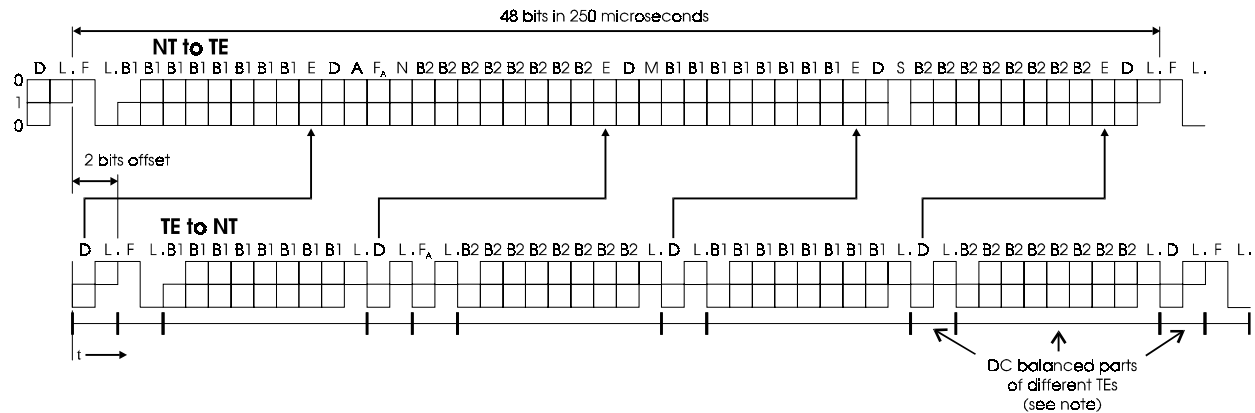 48 bits in 250 microseconds
NT to TE
D L. F L. B1 B1 B1 B1 B1 B1 B1 B1 E D A FA N B2 B2 B2 B2 B2 B2 B2 B2 E D M B1 B1 B1 B1 B1 B1 B1 B1 E D S B2 B2 B2 B2 B2 B2 B2 B2 E D L. F L.
0
1
0
2 bits offset
TE to NT
D L. F L. B1 B1 B1 B1 B1 B1 B1 B1 L. D L. FA L. B2 B2 B2 B2 B2 B2 B2 B2 L. D L. B1 B1 B1 B1 B1 B1 B1 B1 L. D L. B2 B2 B2 B2 B2 B2 B2 B2 L. D L. F L.
t
DC balanced parts
of different TEs
(see note)